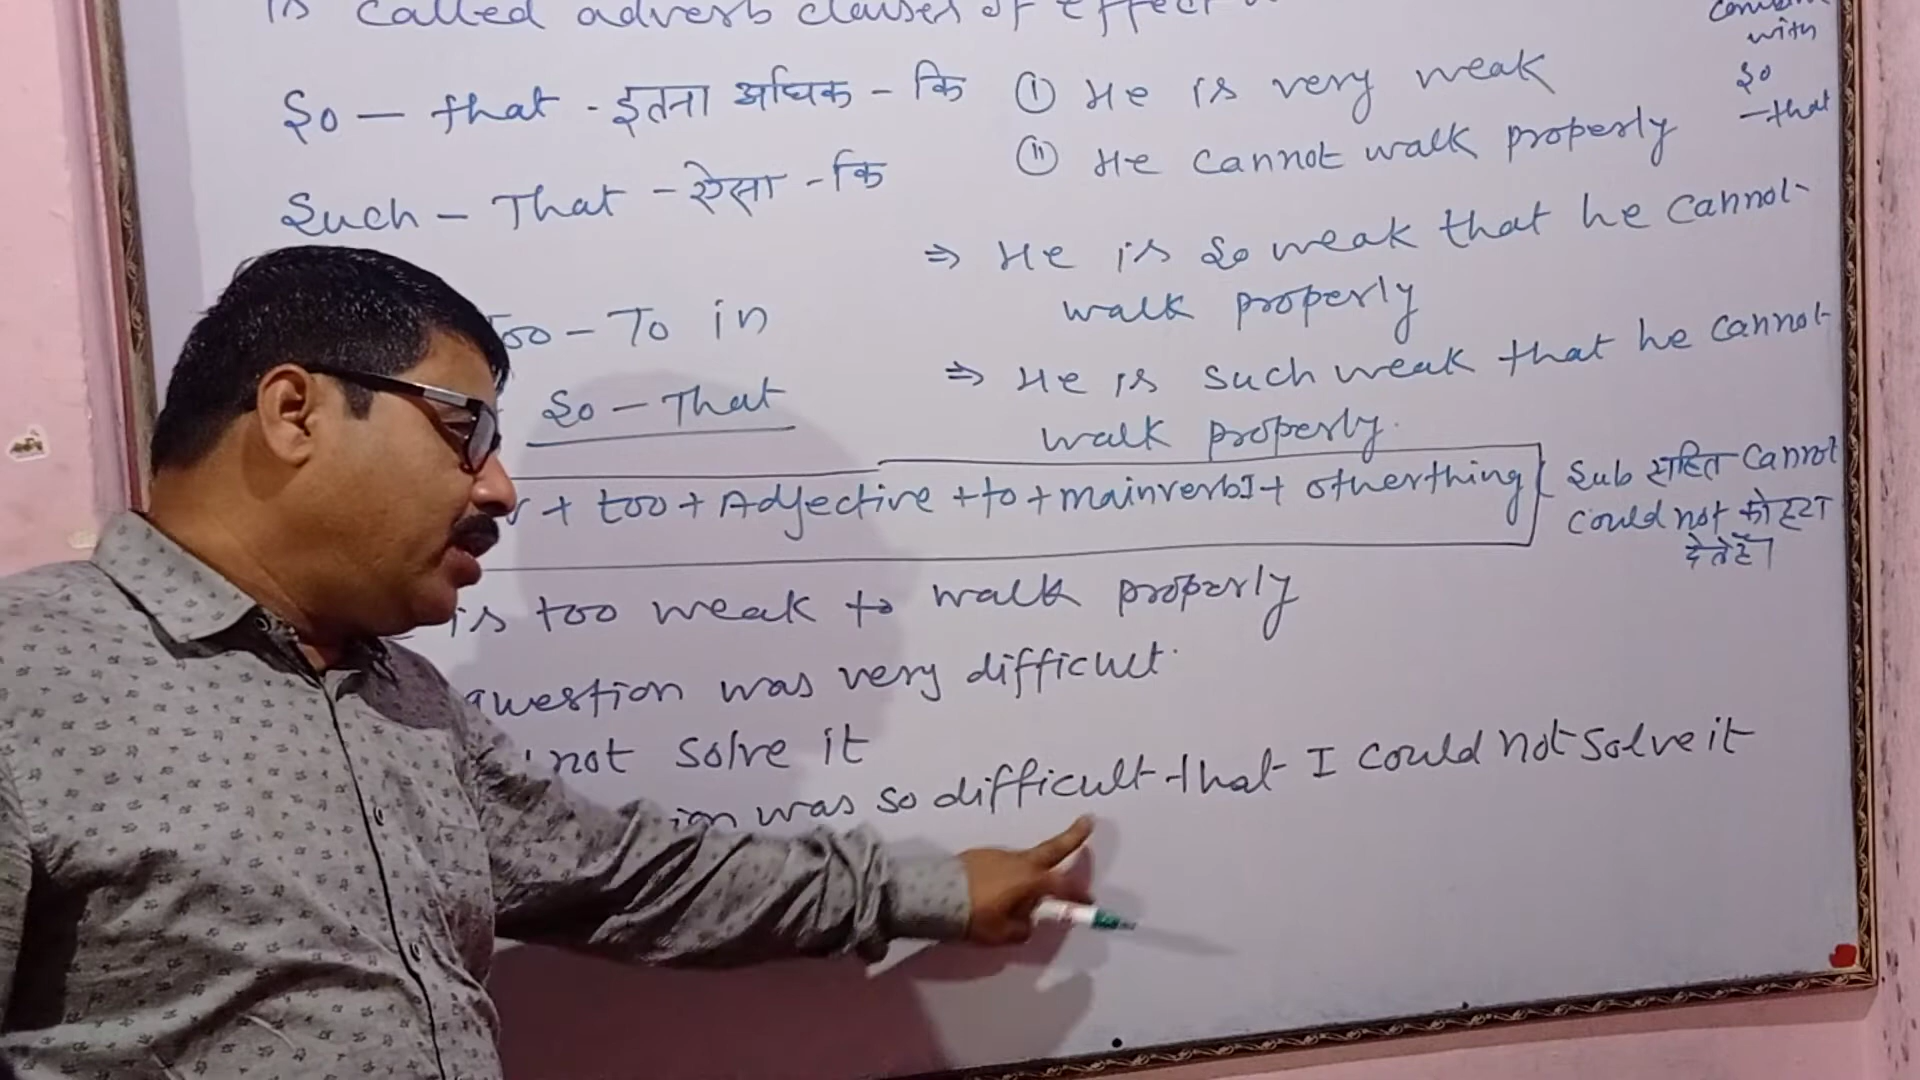 is called adverb clauses of effect
So – that - इतना अधिक - कि
Such – That - ऐसा - कि
Too – To in
So – That
① He is very weak
② He cannot walk properly
with
So
– that
⇒ He is So weak that he cannot
walk properly
⇒ He is such weak that he cannot
walk properly.
+ too + Adjective + to + mainverbI + otherthing
Sub सहित cannot
could not को हटा
देते हैं।
is too weak to walk properly
question was very difficult.
not solve it
was so difficult that I could not solve it